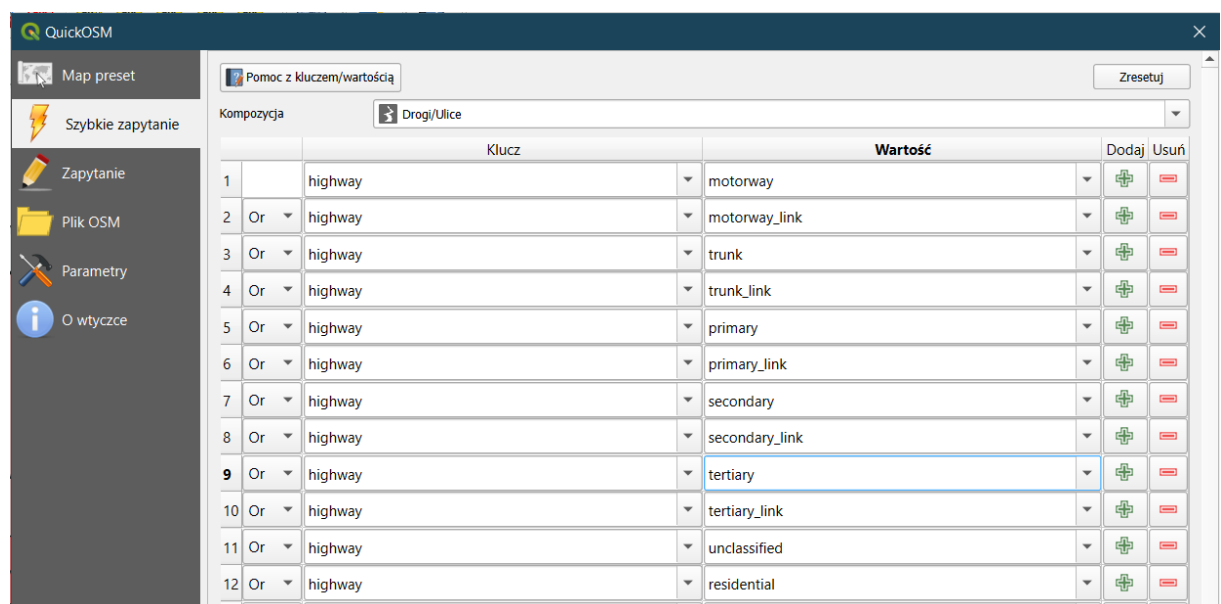 QuickOSM
Map preset
Szybkie zapytanie
Zapytanie
Plik OSM
Parametry
O wtyczce
Pomoc z kluczem/wartością
Zresetuj
Kompozycja Drogi/Ulice
Klucz Wartość Dodaj Usuń
1 highway motorway
2 Or highway motorway_link
3 Or highway trunk
4 Or highway trunk_link
5 Or highway primary
6 Or highway primary_link
7 Or highway secondary
8 Or highway secondary_link
9 Or highway tertiary
10 Or highway tertiary_link
11 Or highway unclassified
12 Or highway residential